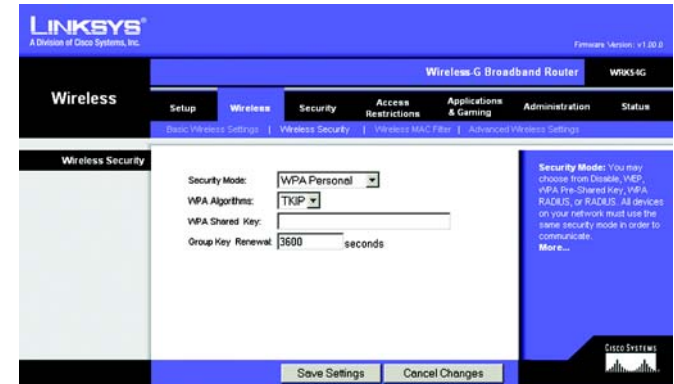 LINKSYS®
A Division of Cisco Systems, Inc.
Firmware Version: v1.00.0
Wireless-G Broadband Router
WRK54G
Wireless
Setup
Wireless
Security
Access Restrictions
Applications & Gaming
Administration
Status
Basic Wireless Settings | Wireless Security | Wireless MAC Filter | Advanced Wireless Settings
Wireless Security
Security Mode: WPA Personal
WPA Algorithms: TKIP
WPA Shared Key:
Group Key Renewal: 3600 seconds
Security Mode: You may
choose from Disable, WEP,
WPA Pre-Shared Key, WPA
RADIUS, or RADIUS. All devices
on your network must use the
same security mode in order to
communicate.
More...
Save Settings
Cancel Changes
CISCO SYSTEMS